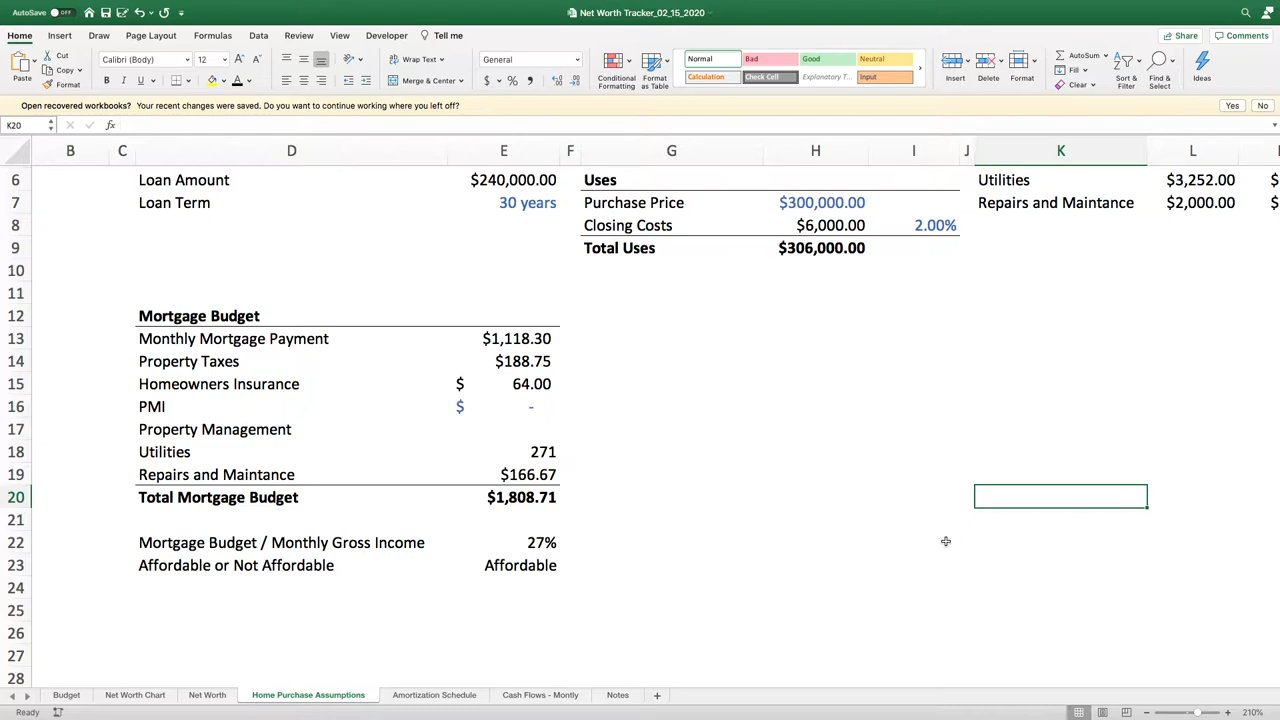 AutoSave OFF
Net Worth Tracker_02_15_2020
Home Insert Draw Page Layout Formulas Data Review View Developer Tell me
Share Comments
Paste
Cut
Copy
Format
Calibri (Body) 12
B I U
Wrap Text
Merge & Center
General
$ % ,
Conditional Formatting
Format as Table
Normal Bad Good Neutral
Calculation Check Cell Explanatory T... Input
Insert Delete Format
AutoSum
Fill
Clear
Sort & Filter
Find & Select
Ideas
Open recovered workbooks? Your recent changes were saved. Do you want to continue working where you left off? Yes No
K20 fx
B C D E F G H I J K L
6 Loan Amount $240,000.00 Uses Utilities $3,252.00 $
7 Loan Term 30 years Purchase Price $300,000.00 Repairs and Maintance $2,000.00 $
8 Closing Costs $6,000.00 2.00%
9 Total Uses $306,000.00
10
11
12 Mortgage Budget
13 Monthly Mortgage Payment $1,118.30
14 Property Taxes $188.75
15 Homeowners Insurance $ 64.00
16 PMI $ -
17 Property Management
18 Utilities 271
19 Repairs and Maintance $166.67
20 Total Mortgage Budget $1,808.71
21
22 Mortgage Budget / Monthly Gross Income 27%
23 Affordable or Not Affordable Affordable
24
25
26
27
28
Budget Net Worth Chart Net Worth Home Purchase Assumptions Amortization Schedule Cash Flows - Montly Notes +
Ready
210%